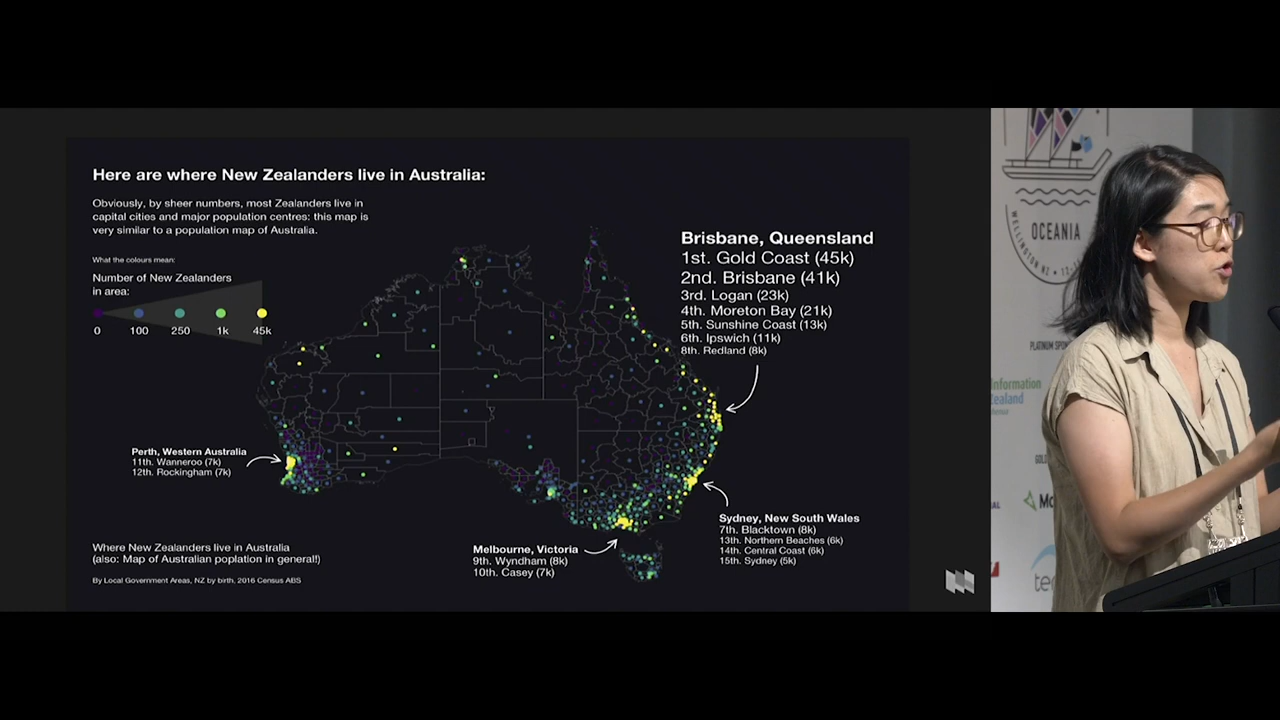 Here are where New Zealanders live in Australia:
Obviously, by sheer numbers, most Zealanders live in
capital cities and major population centres: this map is
very similar to a population map of Australia.
What the colours mean:
Number of New Zealanders
in area:
0 100 250 1k 45k
Brisbane, Queensland
1st. Gold Coast (45k)
2nd. Brisbane (41k)
3rd. Logan (23k)
4th. Moreton Bay (21k)
5th. Sunshine Coast (13k)
6th. Ipswich (11k)
8th. Redland (8k)
Perth, Western Australia
11th. Wanneroo (7k)
12th. Rockingham (7k)
Sydney, New South Wales
7th. Blacktown (8k)
13th. Northern Beaches (6k)
14th. Central Coast (6k)
15th. Sydney (5k)
Melbourne, Victoria
9th. Wyndham (8k)
10th. Casey (7k)
Where New Zealanders live in Australia
(also: Map of Australian poplation in general!)
By Local Government Areas, NZ by birth, 2016 Census ABS
OCEANIA
WELLINGTON NZ
PLATINUM
Information
Zealand